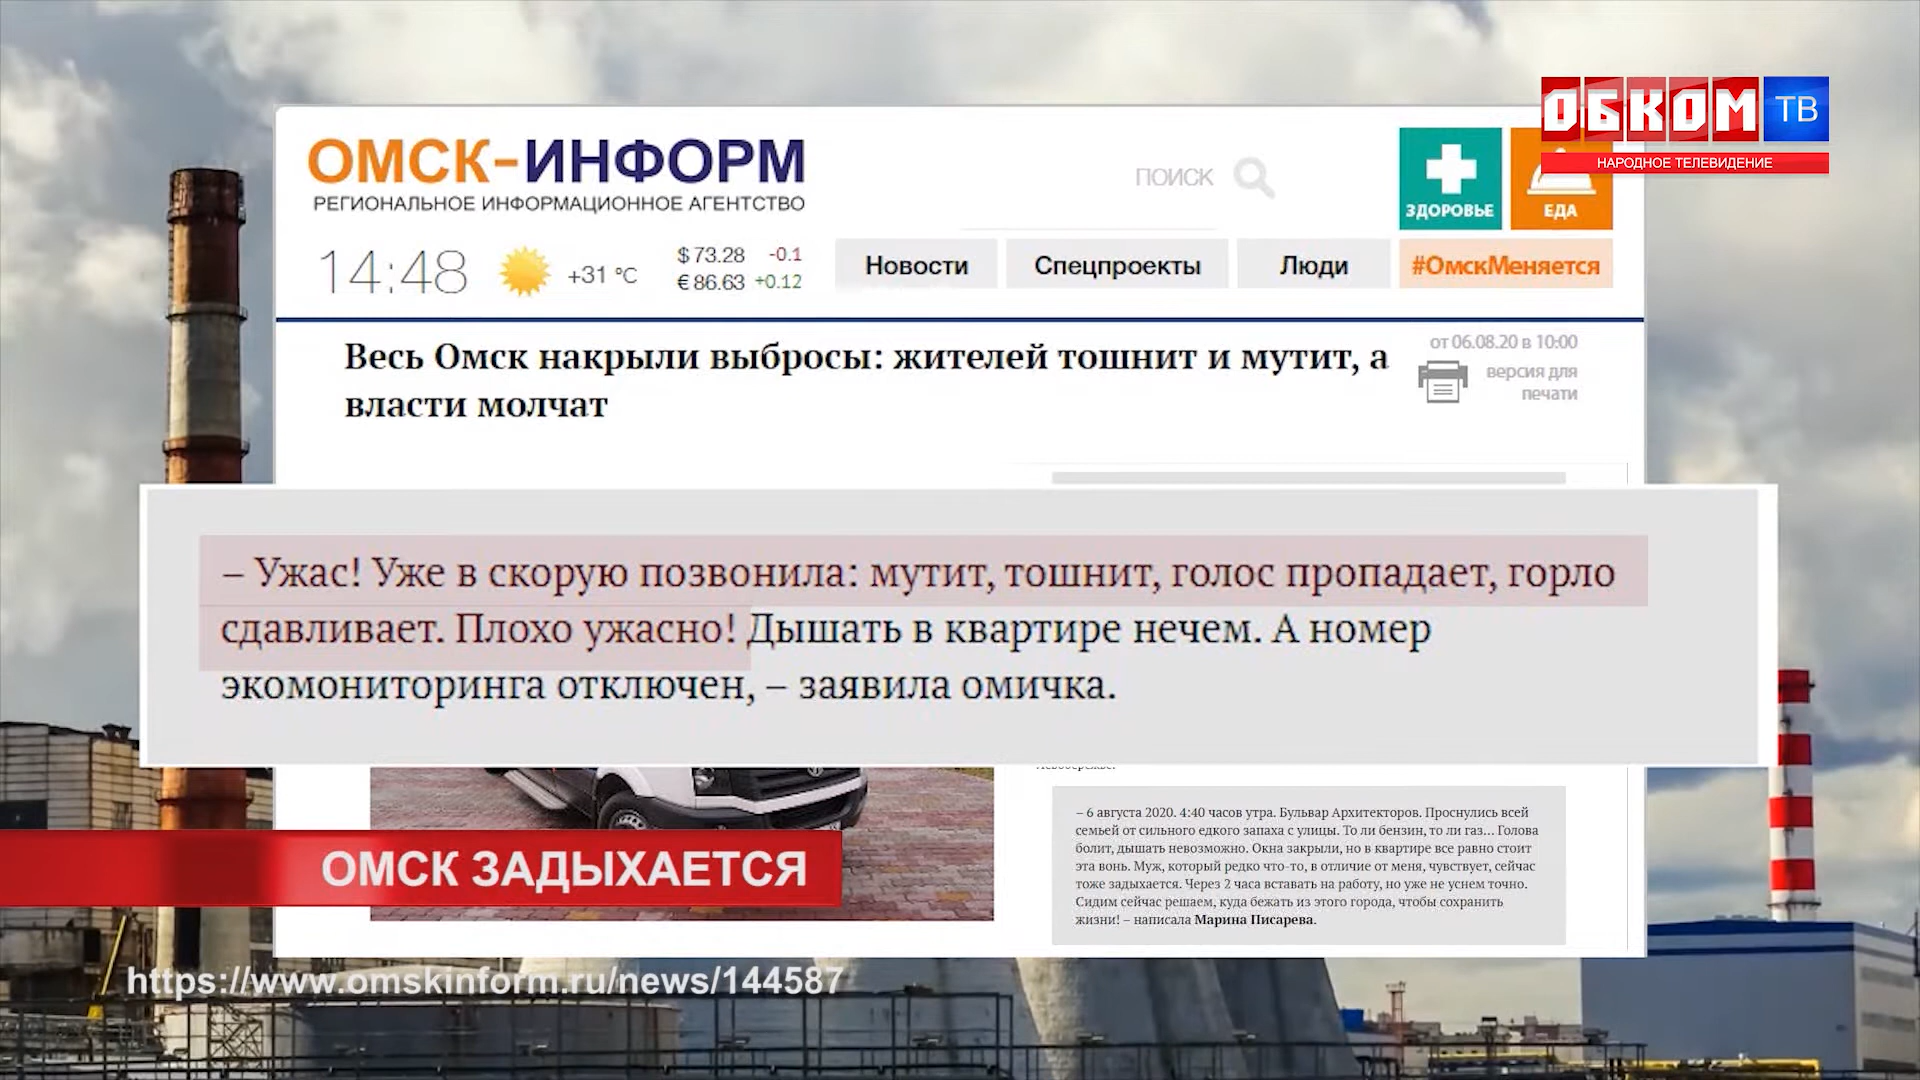 ОБКОМ ТВ
НАРОДНОЕ ТЕЛЕВИДЕНИЕ
ОМСК-ИНФОРМ
РЕГИОНАЛЬНОЕ ИНФОРМАЦИОННОЕ АГЕНТСТВО
ПОИСК
ЗДОРОВЬЕ
ЕДА
14:48
+31 °C
$ 73.28 -0.1
€ 86.63 +0.12
Новости
Спецпроекты
Люди
#ОмскМеняется
Весь Омск накрыли выбросы: жителей тошнит и мутит, а
власти молчат
от 06.08.20 в 10:00
версия для
печати
– Ужас! Уже в скорую позвонила: мутит, тошнит, голос пропадает, горло
сдавливает. Плохо ужасно! Дышать в квартире нечем. А номер
экомониторинга отключен, – заявила омичка.
– 6 августа 2020. 4:40 часов утра. Бульвар Архитекторов. Проснулись всей
семьей от сильного едкого запаха с улицы. То ли бензин, то ли газ... Голова
болит, дышать невозможно. Окна закрыли, но в квартире все равно стоит
эта вонь. Муж, который редко что-то, в отличие от меня, чувствует, сейчас
тоже задыхается. Через 2 часа вставать на работу, но уже не уснем точно.
Сидим сейчас решаем, куда бежать из этого города, чтобы сохранить
жизни! – написала Марина Писарева.
ОМСК ЗАДЫХАЕТСЯ
https://www.omskinform.ru/news/144587